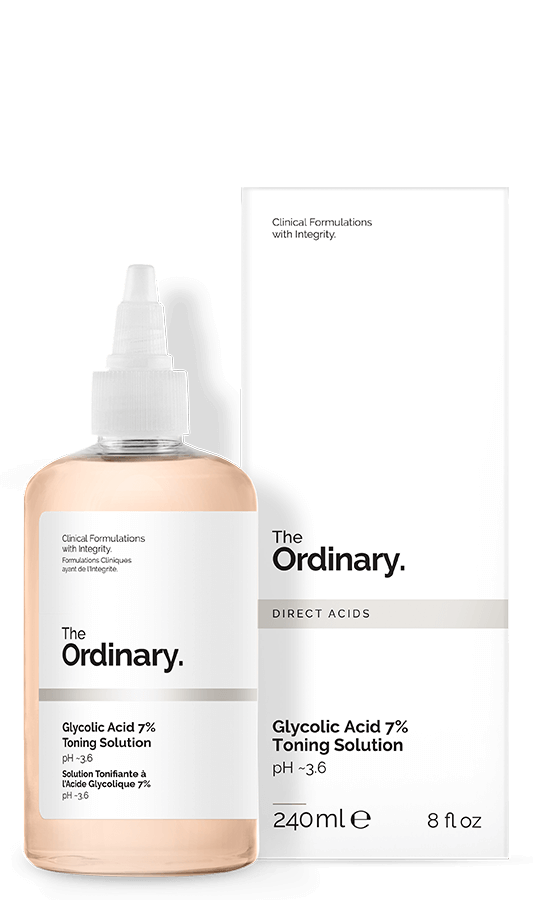 Clinical Formulations
with Integrity.
The
Ordinary.
DIRECT ACIDS
Glycolic Acid 7%
Toning Solution
pH ~3.6
240ml ℮
8 fl oz
Clinical Formulations
with Integrity.
Formulations Cliniques
ayant de l'Integrite.
The
Ordinary.
Glycolic Acid 7%
Toning Solution
pH ~3.6
Solution Tonifiante à
l'Acide Glycolique 7%
pH ~3.6